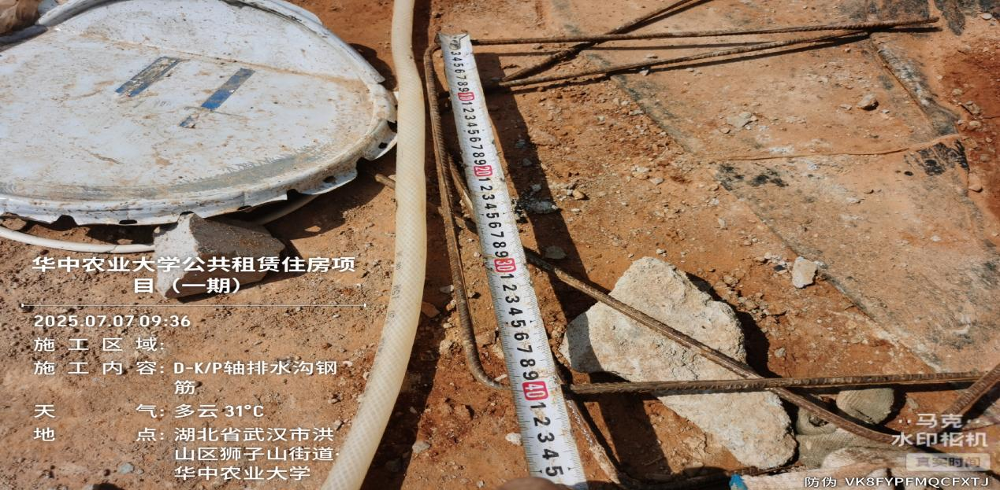 3456789
10
123456789
20
123456789
30
123456789
40
12345
华中农业大学公共租赁住房项
目（一期）
2025.07.07 09:36
施工区域:
施工内容: D-K/P轴排水沟钢
筋
天气: 多云 31°C
地点: 湖北省武汉市洪
山区狮子山街道·
华中农业大学
马克
水印相机
真实时间
防伪 VK8FYPFMQCFXTJ